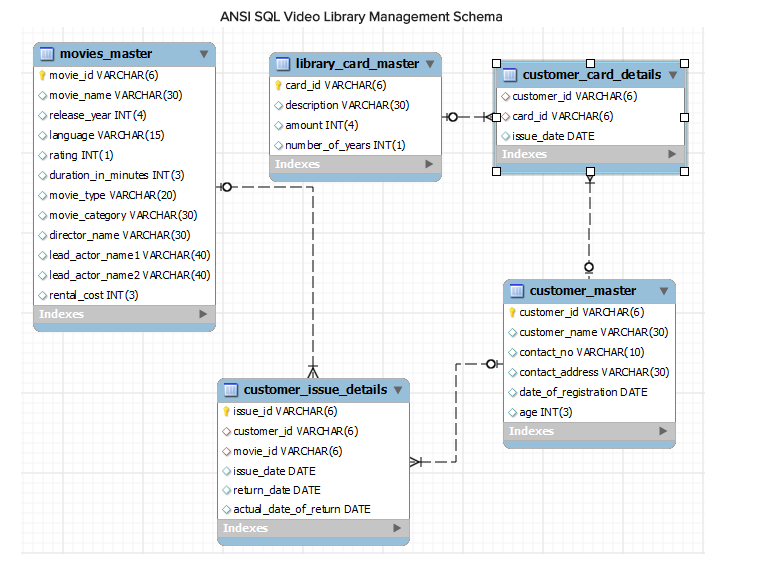 ANSI SQL Video Library Management Schema
movies_master
movie_id VARCHAR(6)
movie_name VARCHAR(30)
release_year INT(4)
language VARCHAR(15)
rating INT(1)
duration_in_minutes INT(3)
movie_type VARCHAR(20)
movie_category VARCHAR(30)
director_name VARCHAR(30)
lead_actor_name1 VARCHAR(40)
lead_actor_name2 VARCHAR(40)
rental_cost INT(3)
Indexes
library_card_master
card_id VARCHAR(6)
description VARCHAR(30)
amount INT(4)
number_of_years INT(1)
Indexes
customer_card_details
customer_id VARCHAR(6)
card_id VARCHAR(6)
issue_date DATE
Indexes
customer_master
customer_id VARCHAR(6)
customer_name VARCHAR(30)
contact_no VARCHAR(10)
contact_address VARCHAR(30)
date_of_registration DATE
age INT(3)
Indexes
customer_issue_details
issue_id VARCHAR(6)
customer_id VARCHAR(6)
movie_id VARCHAR(6)
issue_date DATE
return_date DATE
actual_date_of_return DATE
Indexes